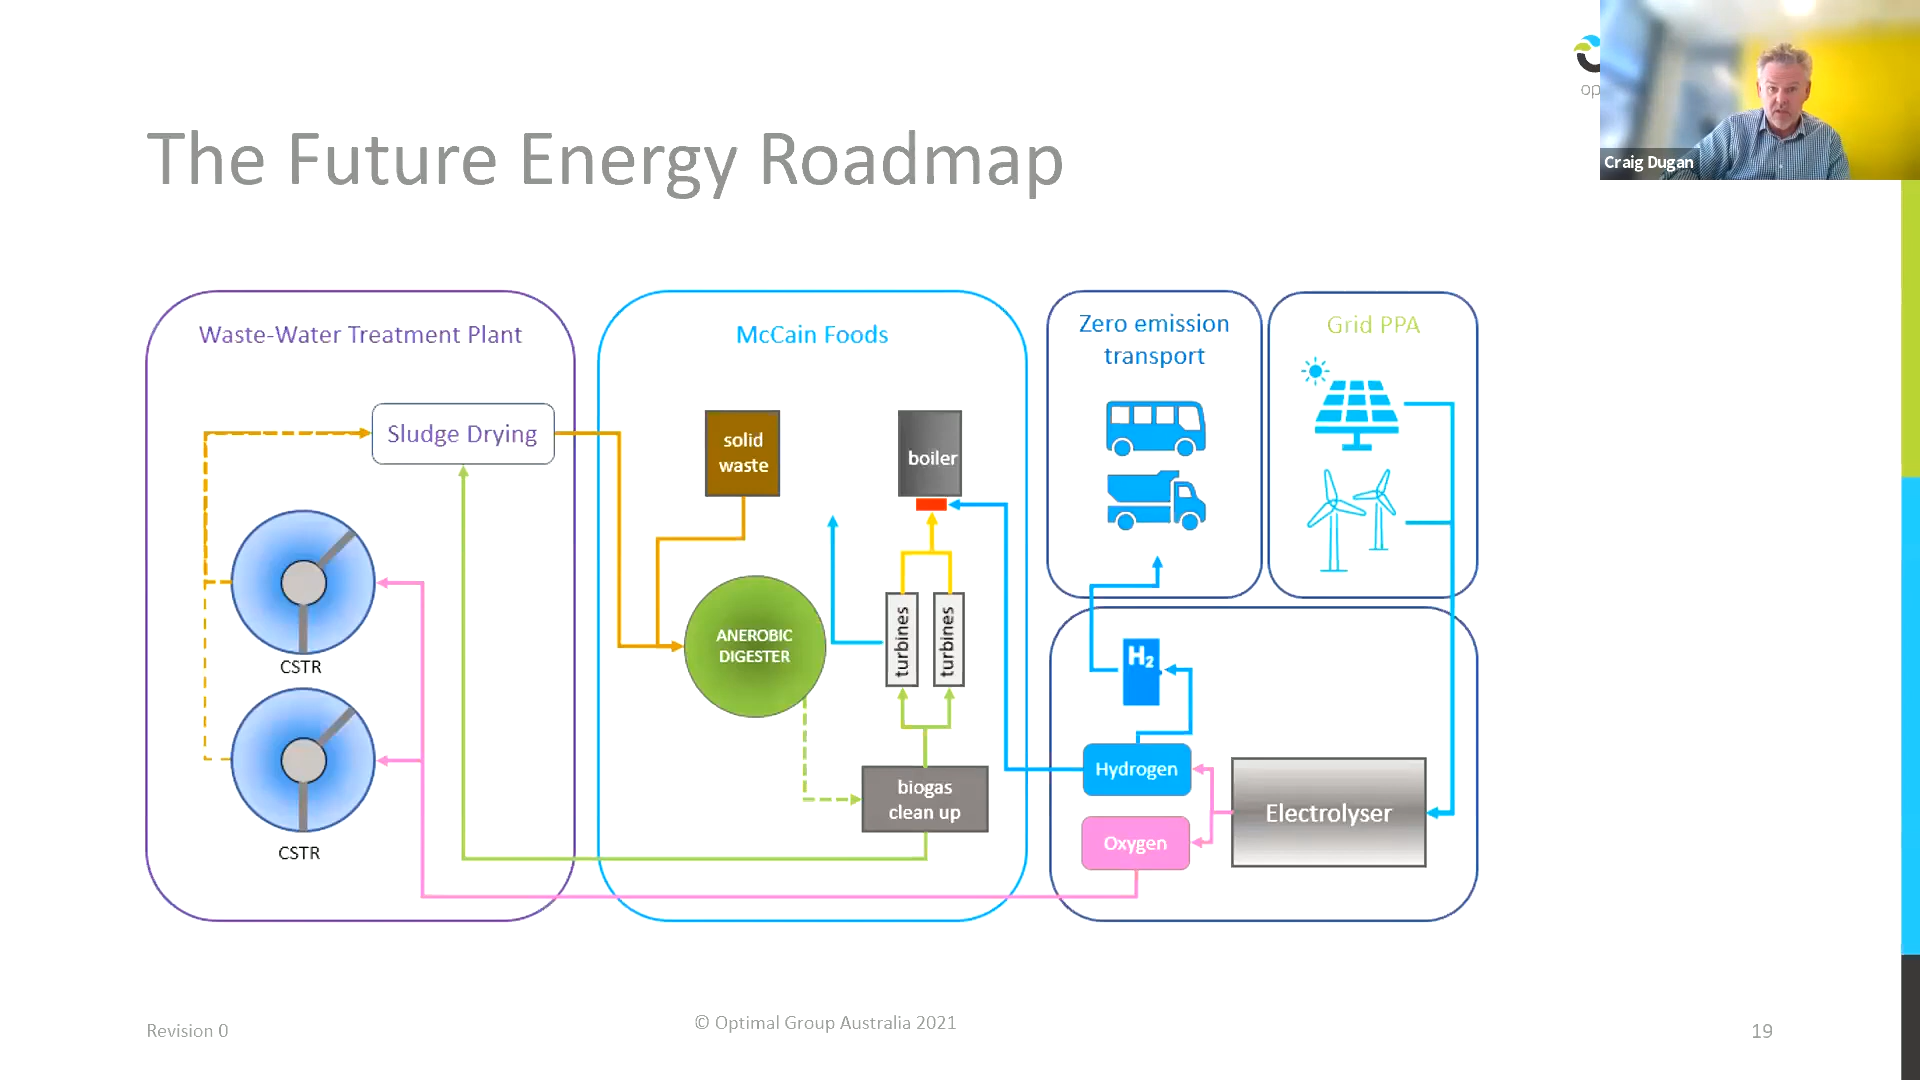 op
Craig Dugan
The Future Energy Roadmap
Waste-Water Treatment Plant
Sludge Drying
CSTR
CSTR
McCain Foods
solid
waste
boiler
ANEROBIC
DIGESTER
turbines
turbines
biogas
clean up
Zero emission
transport
Grid PPA
H2
Hydrogen
Oxygen
Electrolyser
Revision 0
© Optimal Group Australia 2021
19